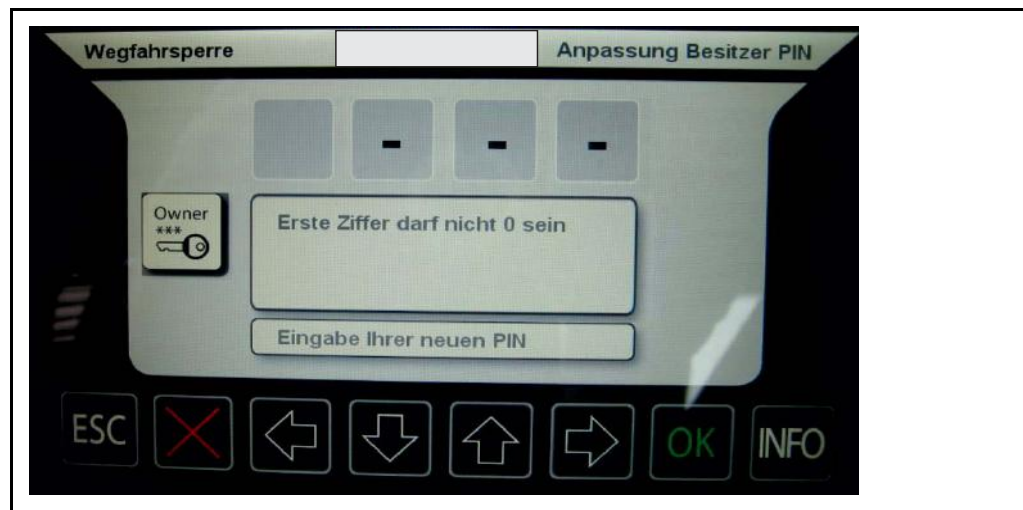 Wegfahrsperre
Anpassung Besitzer PIN
- - -
Owner
***
Erste Ziffer darf nicht 0 sein
Eingabe Ihrer neuen PIN
ESC
OK
INFO